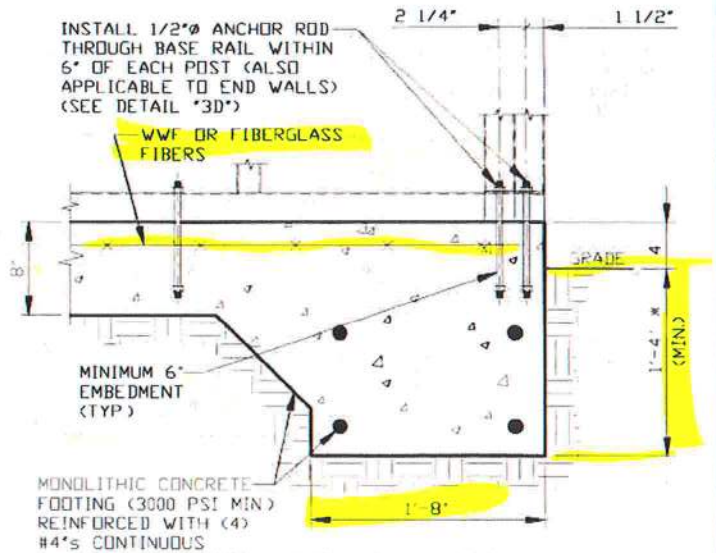 INSTALL 1/2"Ø ANCHOR ROD
THROUGH BASE RAIL WITHIN
6" OF EACH POST (ALSO
APPLICABLE TO END WALLS)
(SEE DETAIL "3D")
2 1/4"
1 1/2"
WWF OR FIBERGLASS
FIBERS
8"
4
GRADE
1'-4" *
(MIN.)
MINIMUM 6"
EMBEDMENT
(TYP)
MONOLITHIC CONCRETE
FOOTING (3000 PSI MIN)
REINFORCED WITH (4)
#4"s CONTINUOUS
1'-8"